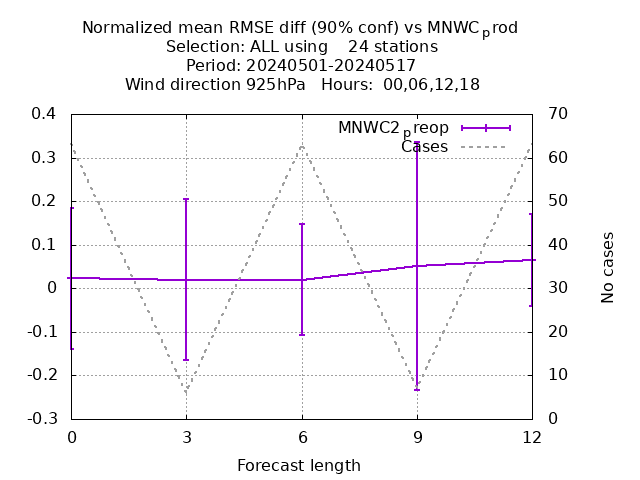 Normalized mean RMSE diff (90% conf) vs MNWCprod
Selection: ALL using 24 stations
Period: 20240501-20240517
Wind direction 925hPa Hours: 00,06,12,18
MNWC2preop
Cases
0.4
0.3
0.2
0.1
0
-0.1
-0.2
-0.3
70
60
50
40
30
20
10
0
No cases
0 3 6 9 12
Forecast length